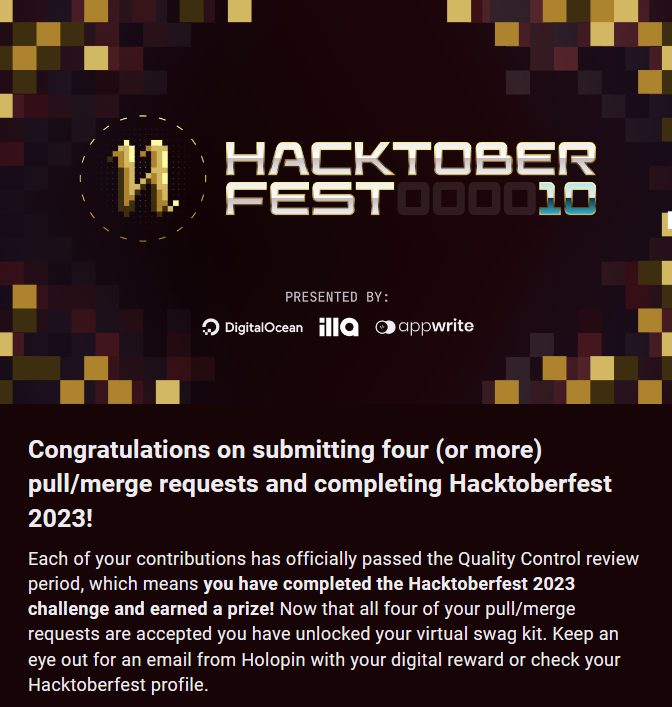 HACKTOBER
FEST000010
PRESENTED BY:
DigitalOcean illa appwrite
Congratulations on submitting four (or more)
pull/merge requests and completing Hacktoberfest
2023!
Each of your contributions has officially passed the Quality Control review
period, which means you have completed the Hacktoberfest 2023
challenge and earned a prize! Now that all four of your pull/merge
requests are accepted you have unlocked your virtual swag kit. Keep an
eye out for an email from Holopin with your digital reward or check your
Hacktoberfest profile.